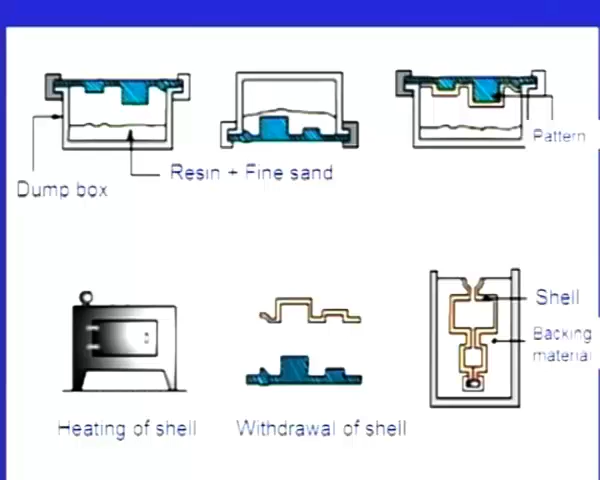 Pattern
Resin + Fine sand
Dump box
Shell
Backing
material
Heating of shell
Withdrawal of shell